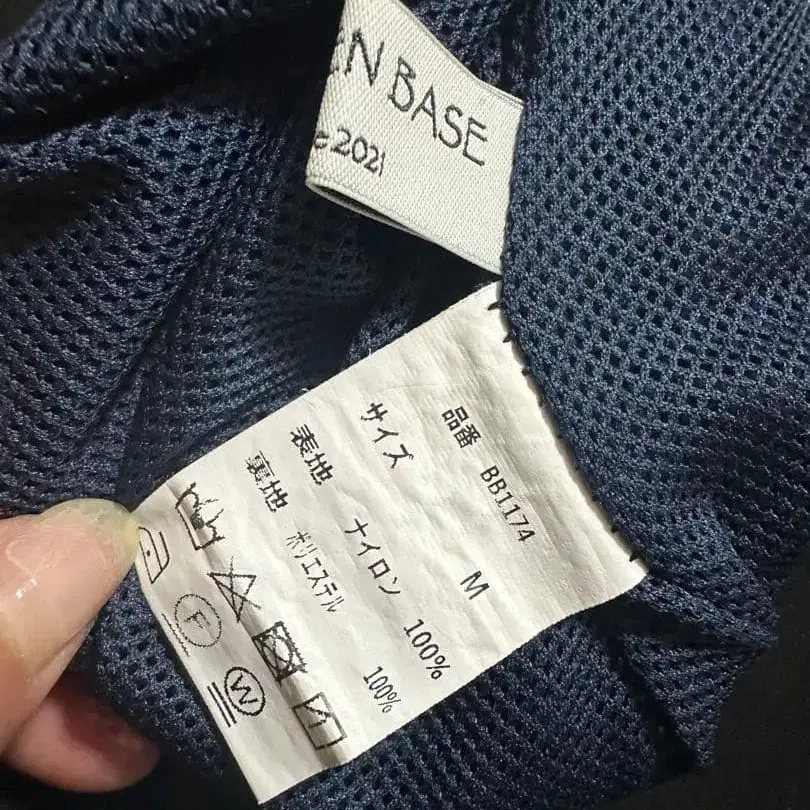 EN BASE
2021
品番 BB1174
サイズ M
表地 ナイロン 100%
裏地 ポリエステル 100%
F
W